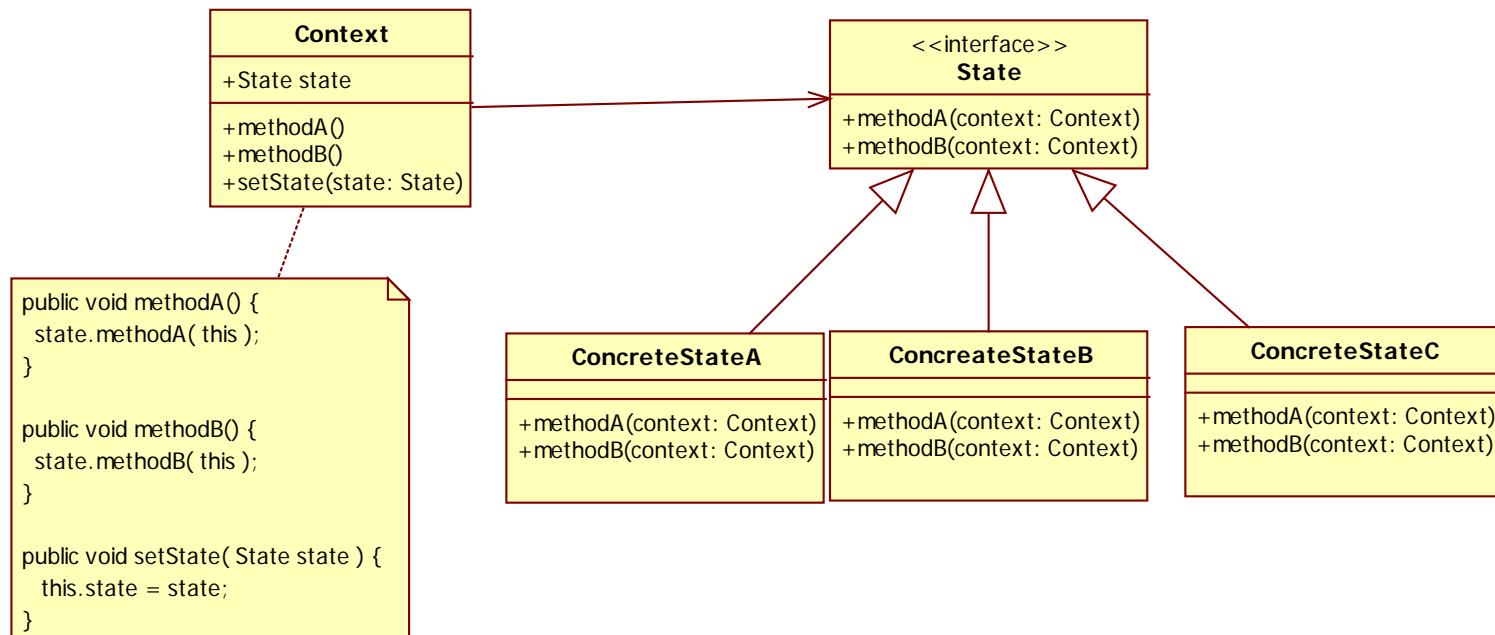 Context
+State state
+methodA()
+methodB()
+setState(state: State)
<<interface>>
State
+methodA(context: Context)
+methodB(context: Context)
public void methodA() {
state.methodA( this );
}
public void methodB() {
state.methodB( this );
}
public void setState( State state ) {
this.state = state;
}
ConcreteStateA
+methodA(context: Context)
+methodB(context: Context)
ConcreateStateB
+methodA(context: Context)
+methodB(context: Context)
ConcreteStateC
+methodA(context: Context)
+methodB(context: Context)